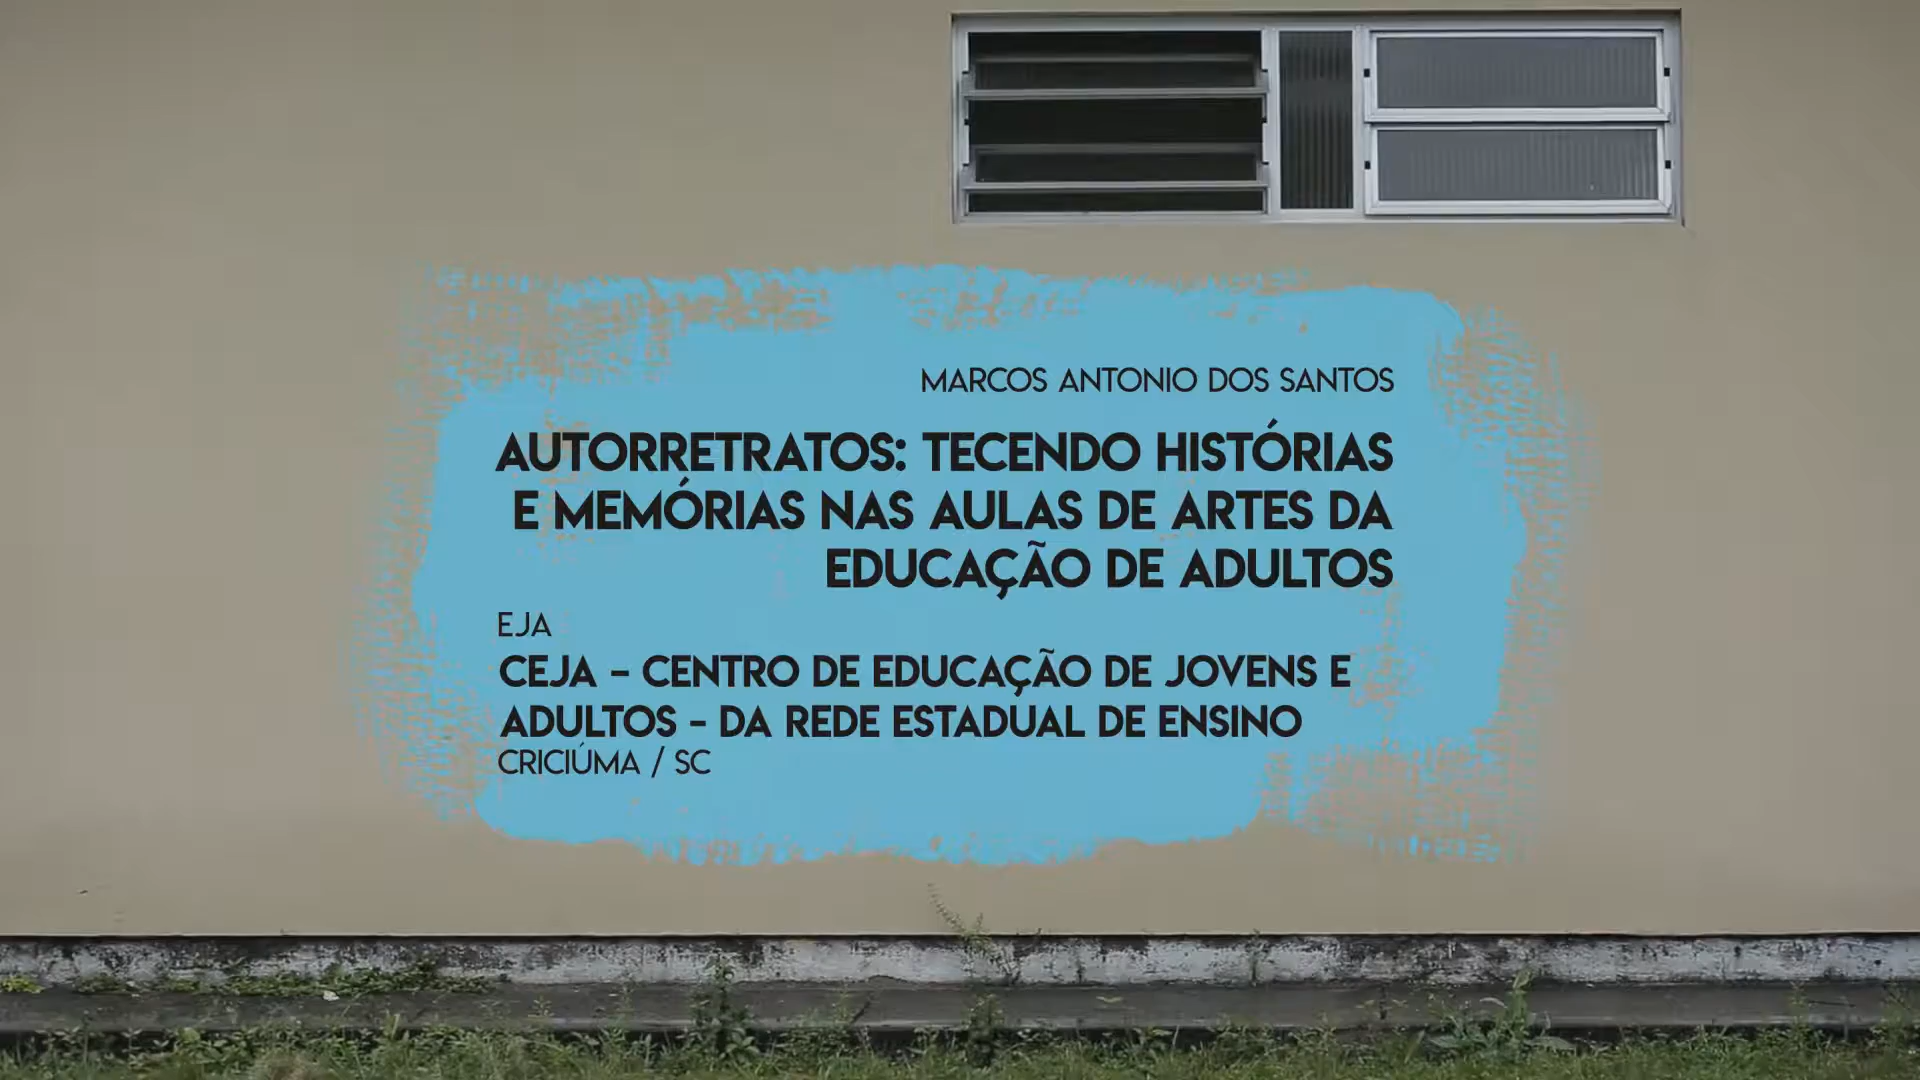 MARCOS ANTONIO DOS SANTOS
AUTORRETRATOS: TECENDO HISTÓRIAS
E MEMÓRIAS NAS AULAS DE ARTES DA
EDUCAÇÃO DE ADULTOS
EJA
CEJA – CENTRO DE EDUCAÇÃO DE JOVENS E
ADULTOS – DA REDE ESTADUAL DE ENSINO
CRICIÚMA / SC